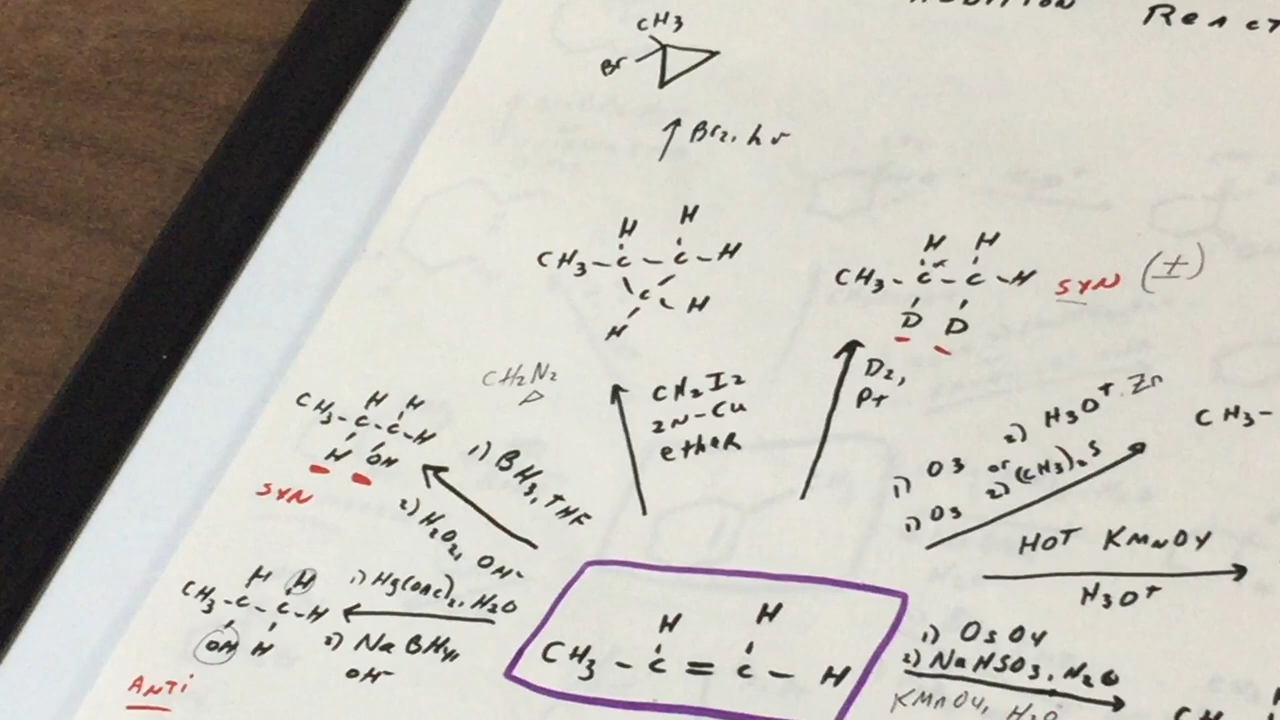 ADDITION React
CH3
Br
↑ Br2, hν
H H
CH3-C-C-H
C-H
H
H H
CH3-C*-C-H SYN (±)
D D
CH2N2
Δ
CH2I2
Zn-Cu
ether
D2,
Pt
H H
CH3-C-C-H
H OH
SYN
1) BH3, THF
2) H2O2, OH-
1) O3 2) H3O+, Zn
or
1) O3 2) (CH3)2S
CH3-
HOT KMnO4
H3O+
H H
CH3-C-C-H
OH H
ANTI
1) Hg(OAc)2, H2O
2) NaBH4,
OH-
H H
CH3-C=C-H
1) OsO4
2) NaHSO3, H2O
KMnO4, H2O
CH